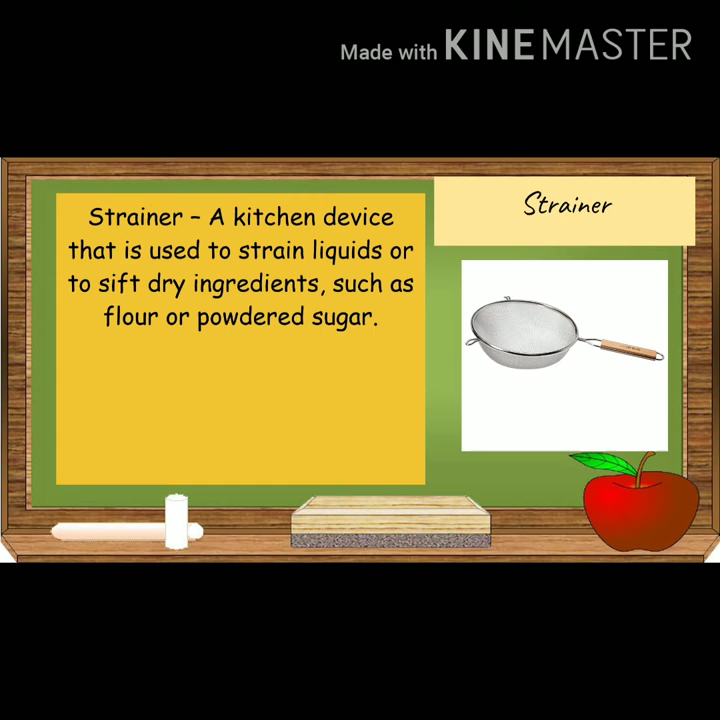 Made with KINEMASTER
Strainer
Strainer – A kitchen device
that is used to strain liquids or
to sift dry ingredients, such as
flour or powdered sugar.